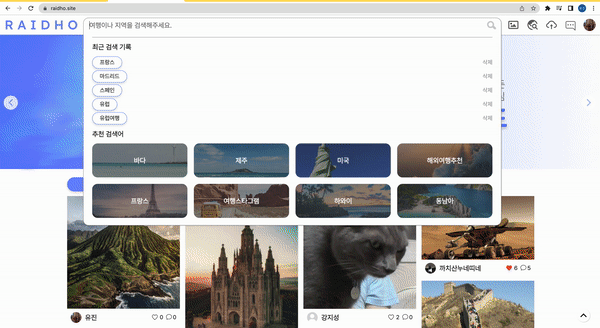 raidho.site
RAIDHO
여행이나 지역을 검색해주세요.
최근 검색 기록
프랑스
삭제
마드리드
삭제
스페인
삭제
유럽
삭제
유럽여행
삭제
추천 검색어
바다
제주
미국
해외여행추천
프랑스
여행스타그램
하와이
동남아
유진
0
0
강지성
2
0
까치산누네띠네
6
5